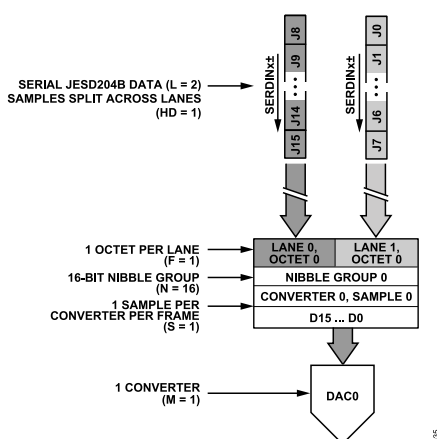 J8
J9
J14
J15
SERDINx±
J0
J1
J6
J7
SERDINx±
SERIAL JESD204B DATA (L = 2)
SAMPLES SPLIT ACROSS LANES
(HD = 1)
1 OCTET PER LANE
(F = 1)
LANE 0,
OCTET 0
LANE 1,
OCTET 0
16-BIT NIBBLE GROUP
(N = 16)
NIBBLE GROUP 0
1 SAMPLE PER
CONVERTER PER FRAME
(S = 1)
CONVERTER 0, SAMPLE 0
D15 ... D0
1 CONVERTER
(M = 1)
DAC0